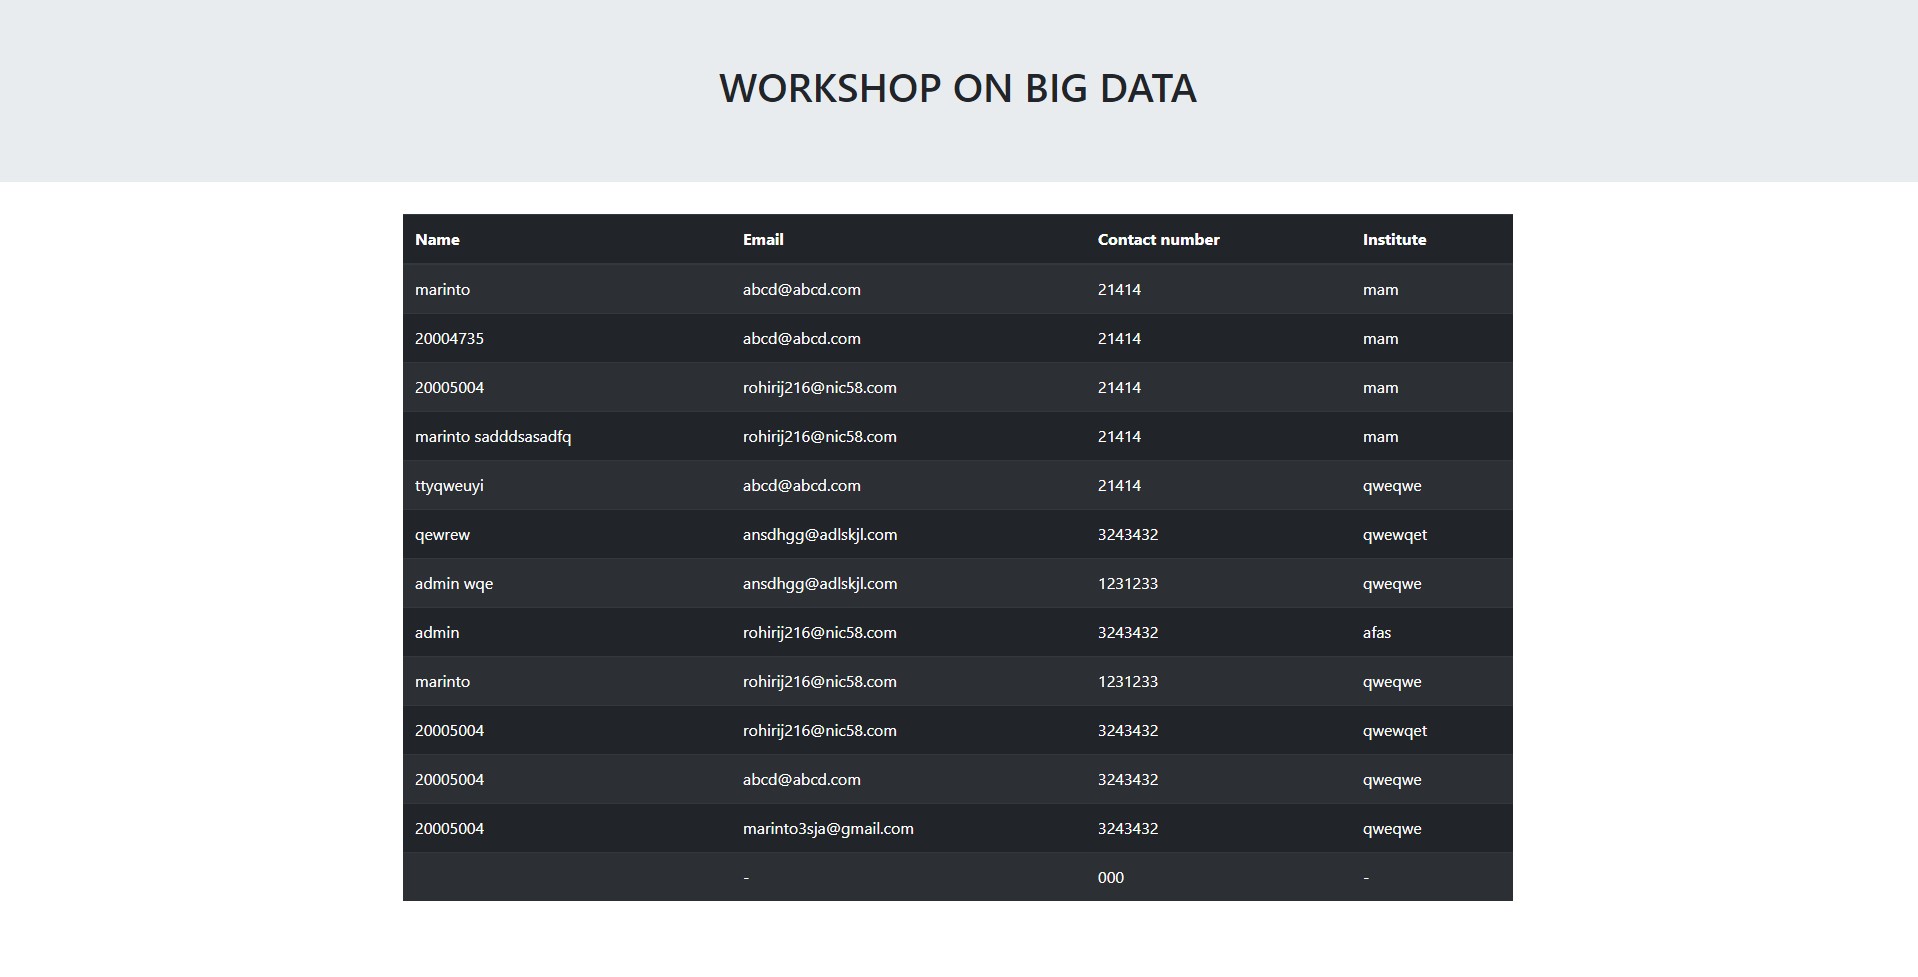 WORKSHOP ON BIG DATA
Name Email Contact number Institute
marinto abcd@abcd.com 21414 mam
20004735 abcd@abcd.com 21414 mam
20005004 rohirij216@nic58.com 21414 mam
marinto sadddsasadfq rohirij216@nic58.com 21414 mam
ttyqweuyi abcd@abcd.com 21414 qweqwe
qewrew ansdhgg@adlskjl.com 3243432 qwewqet
admin wqe ansdhgg@adlskjl.com 1231233 qweqwe
admin rohirij216@nic58.com 3243432 afas
marinto rohirij216@nic58.com 1231233 qweqwe
20005004 rohirij216@nic58.com 3243432 qwewqet
20005004 abcd@abcd.com 3243432 qweqwe
20005004 marinto3sja@gmail.com 3243432 qweqwe
- 000 -